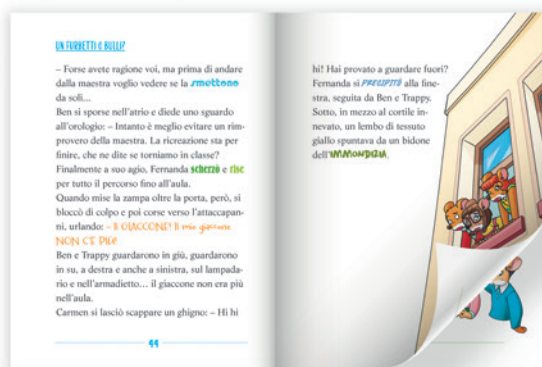 UN FURBETTI O BULLI?
– Forse avete ragione voi, ma prima di andare
dalla maestra voglio vedere se la smettono
da soli...
Ben si sporse nell'atrio e diede uno sguardo
all'orologio: – Intanto è meglio evitare un rim-
provero della maestra. La ricreazione sta per
finire, che ne dite se torniamo in classe?
Finalmente a suo agio, Fernanda scherzò e rise
per tutto il percorso fino all'aula.
Quando mise la zampa oltre la porta, però, si
bloccò di colpo e poi corse verso l'attaccapan-
ni, urlando: – Il GIACCONE! Il mio giaccone
NON C'È PIÙ!
Ben e Trappy guardarono in giù, guardarono
in su, a destra e anche a sinistra, sul lampada-
rio e nell'armadietto... il giaccone non era più
nell'aula.
Carmen si lasciò scappare un ghigno: – Hi hi
44
hi! Hai provato a guardare fuori?
Fernanda si PRECIPITÒ alla fine-
stra, seguita da Ben e Trappy.
Sotto, in mezzo al cortile in-
nevato, un lembo di tessuto
giallo spuntava da un bidone
dell'IMMONDIZIA.